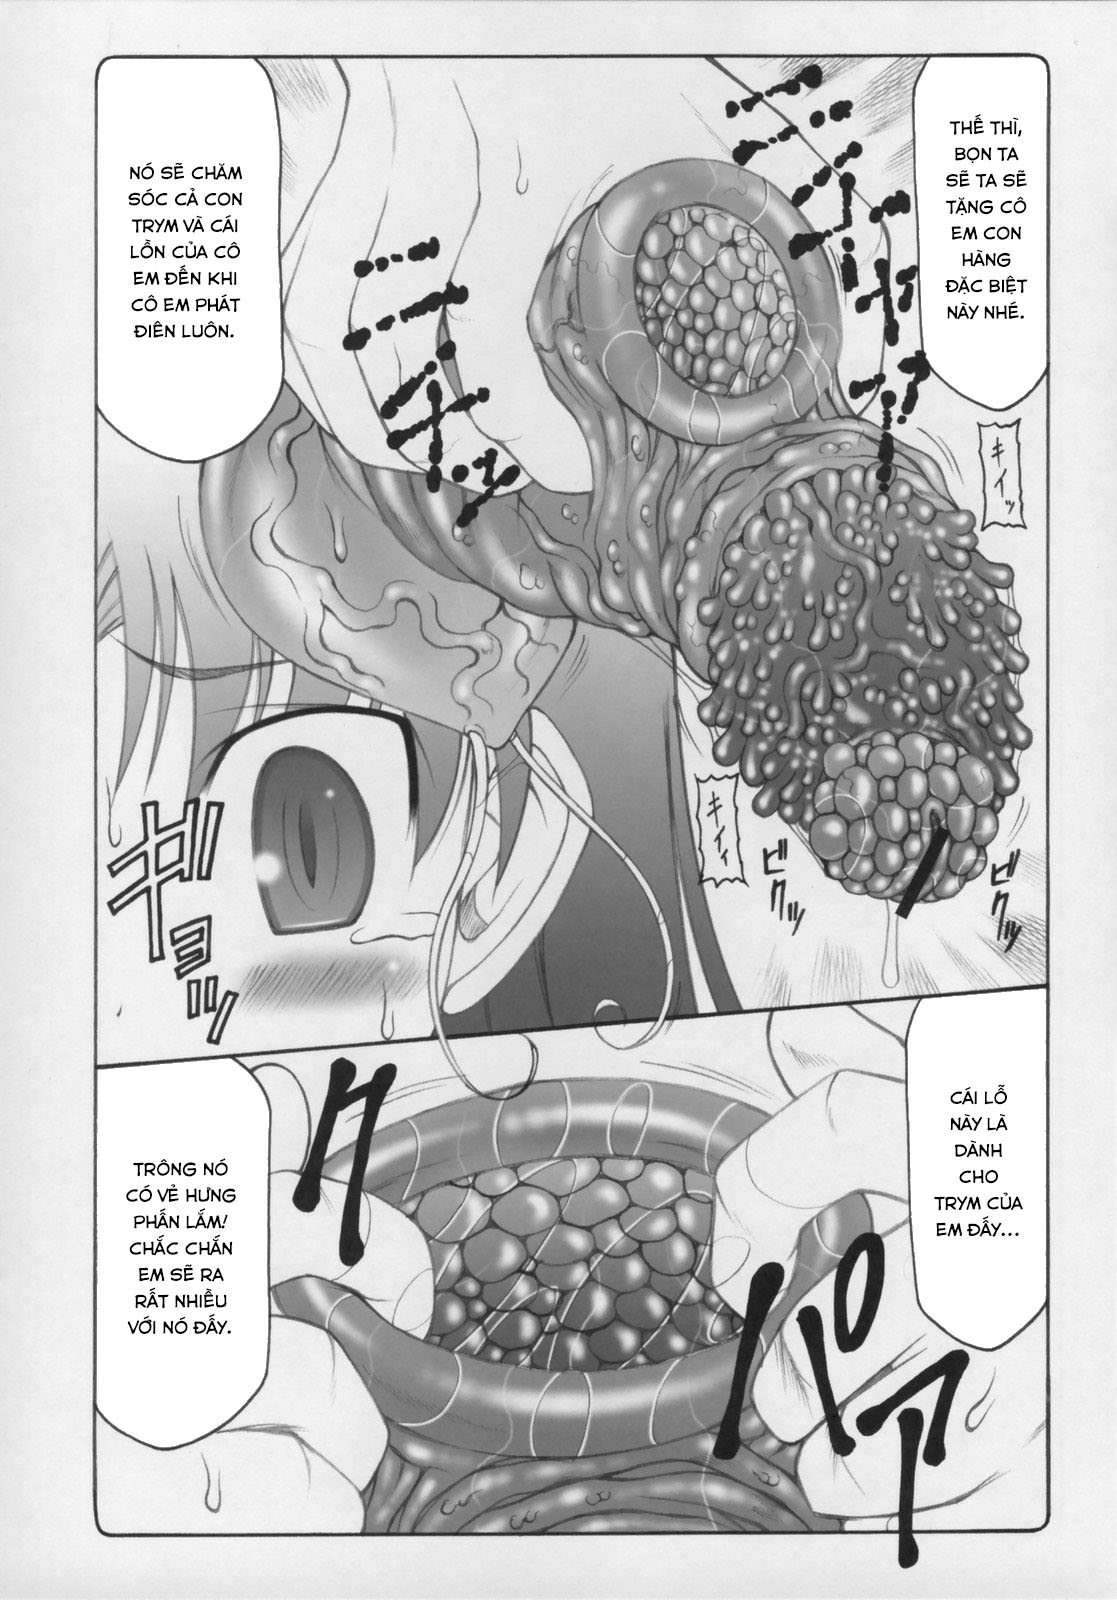 THẾ THÌ,
BỌN TA
SẼ TA SẼ
TẶNG CÔ
EM CON
HÀNG
ĐẶC BIỆT
NÀY NHÉ.
NÓ SẼ CHĂM
SÓC CẢ CON
TRYM VÀ CÁI
LỒN CỦA CÔ
EM ĐẾN KHI
CÔ EM PHÁT
ĐIÊN LUÔN.
キイィッ
キイィィ
ビクッ
ビクッ
ギョッ
CÁI LỖ
NÀY LÀ
DÀNH
CHO
TRYM CỦA
EM ĐẤY...
TRÔNG NÓ
CÓ VẺ HƯNG
PHẤN LẮM!
CHẮC CHẮN
EM SẼ RA
RẤT NHIỀU
VỚI NÓ ĐẤY.
クパア